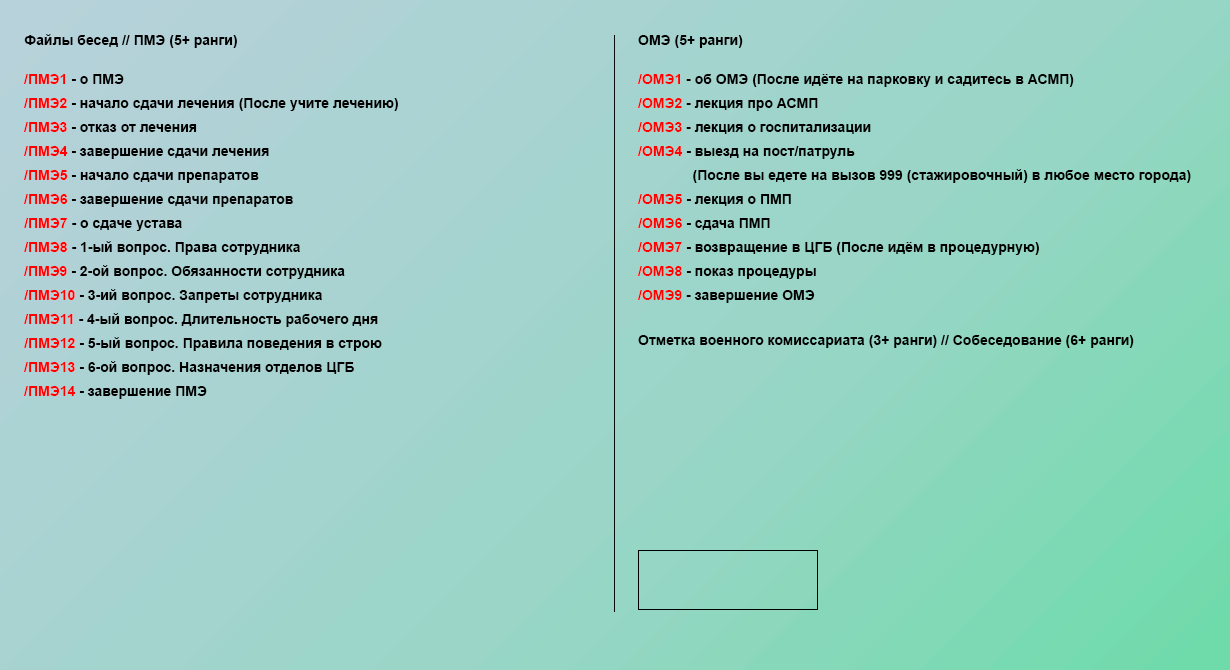 Файлы бесед // ПМЭ (5+ ранги)
/ПМЭ1 - о ПМЭ
/ПМЭ2 - начало сдачи лечения (После учите лечению)
/ПМЭ3 - отказ от лечения
/ПМЭ4 - завершение сдачи лечения
/ПМЭ5 - начало сдачи препаратов
/ПМЭ6 - завершение сдачи препаратов
/ПМЭ7 - о сдаче устава
/ПМЭ8 - 1-ый вопрос. Права сотрудника
/ПМЭ9 - 2-ой вопрос. Обязанности сотрудника
/ПМЭ10 - 3-ий вопрос. Запреты сотрудника
/ПМЭ11 - 4-ый вопрос. Длительность рабочего дня
/ПМЭ12 - 5-ый вопрос. Правила поведения в строю
/ПМЭ13 - 6-ой вопрос. Назначения отделов ЦГБ
/ПМЭ14 - завершение ПМЭ
ОМЭ (5+ ранги)
/ОМЭ1 - об ОМЭ (После идёте на парковку и садитесь в АСМП)
/ОМЭ2 - лекция про АСМП
/ОМЭ3 - лекция о госпитализации
/ОМЭ4 - выезд на пост/патруль
(После вы едете на вызов 999 (стажировочный) в любое место города)
/ОМЭ5 - лекция о ПМП
/ОМЭ6 - сдача ПМП
/ОМЭ7 - возвращение в ЦГБ (После идём в процедурную)
/ОМЭ8 - показ процедуры
/ОМЭ9 - завершение ОМЭ
Отметка военного комиссариата (3+ ранги) // Собеседование (6+ ранги)